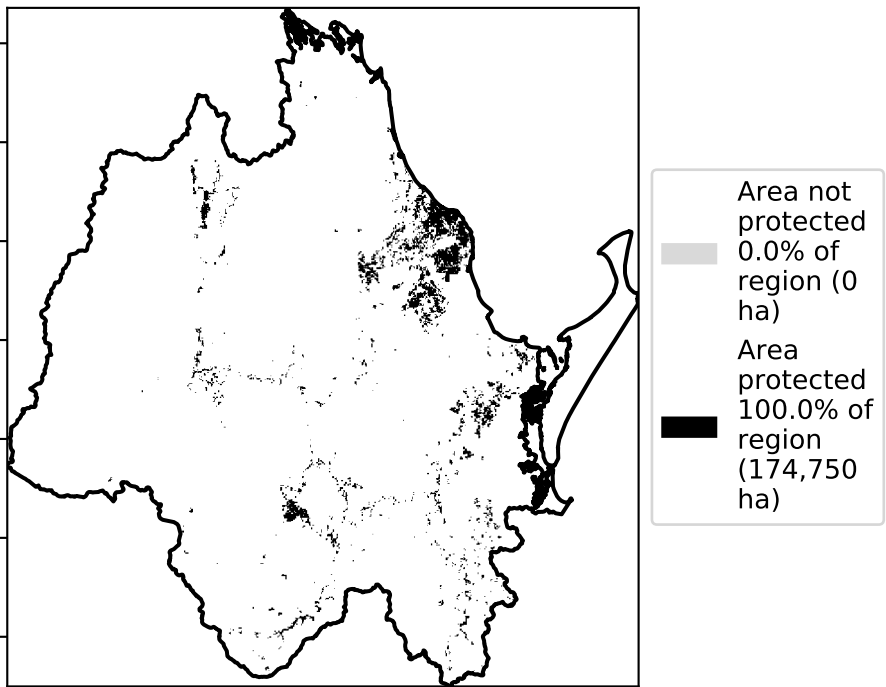 Area not
protected
0.0% of
region (0
ha)
Area
protected
100.0% of
region
(174,750
ha)